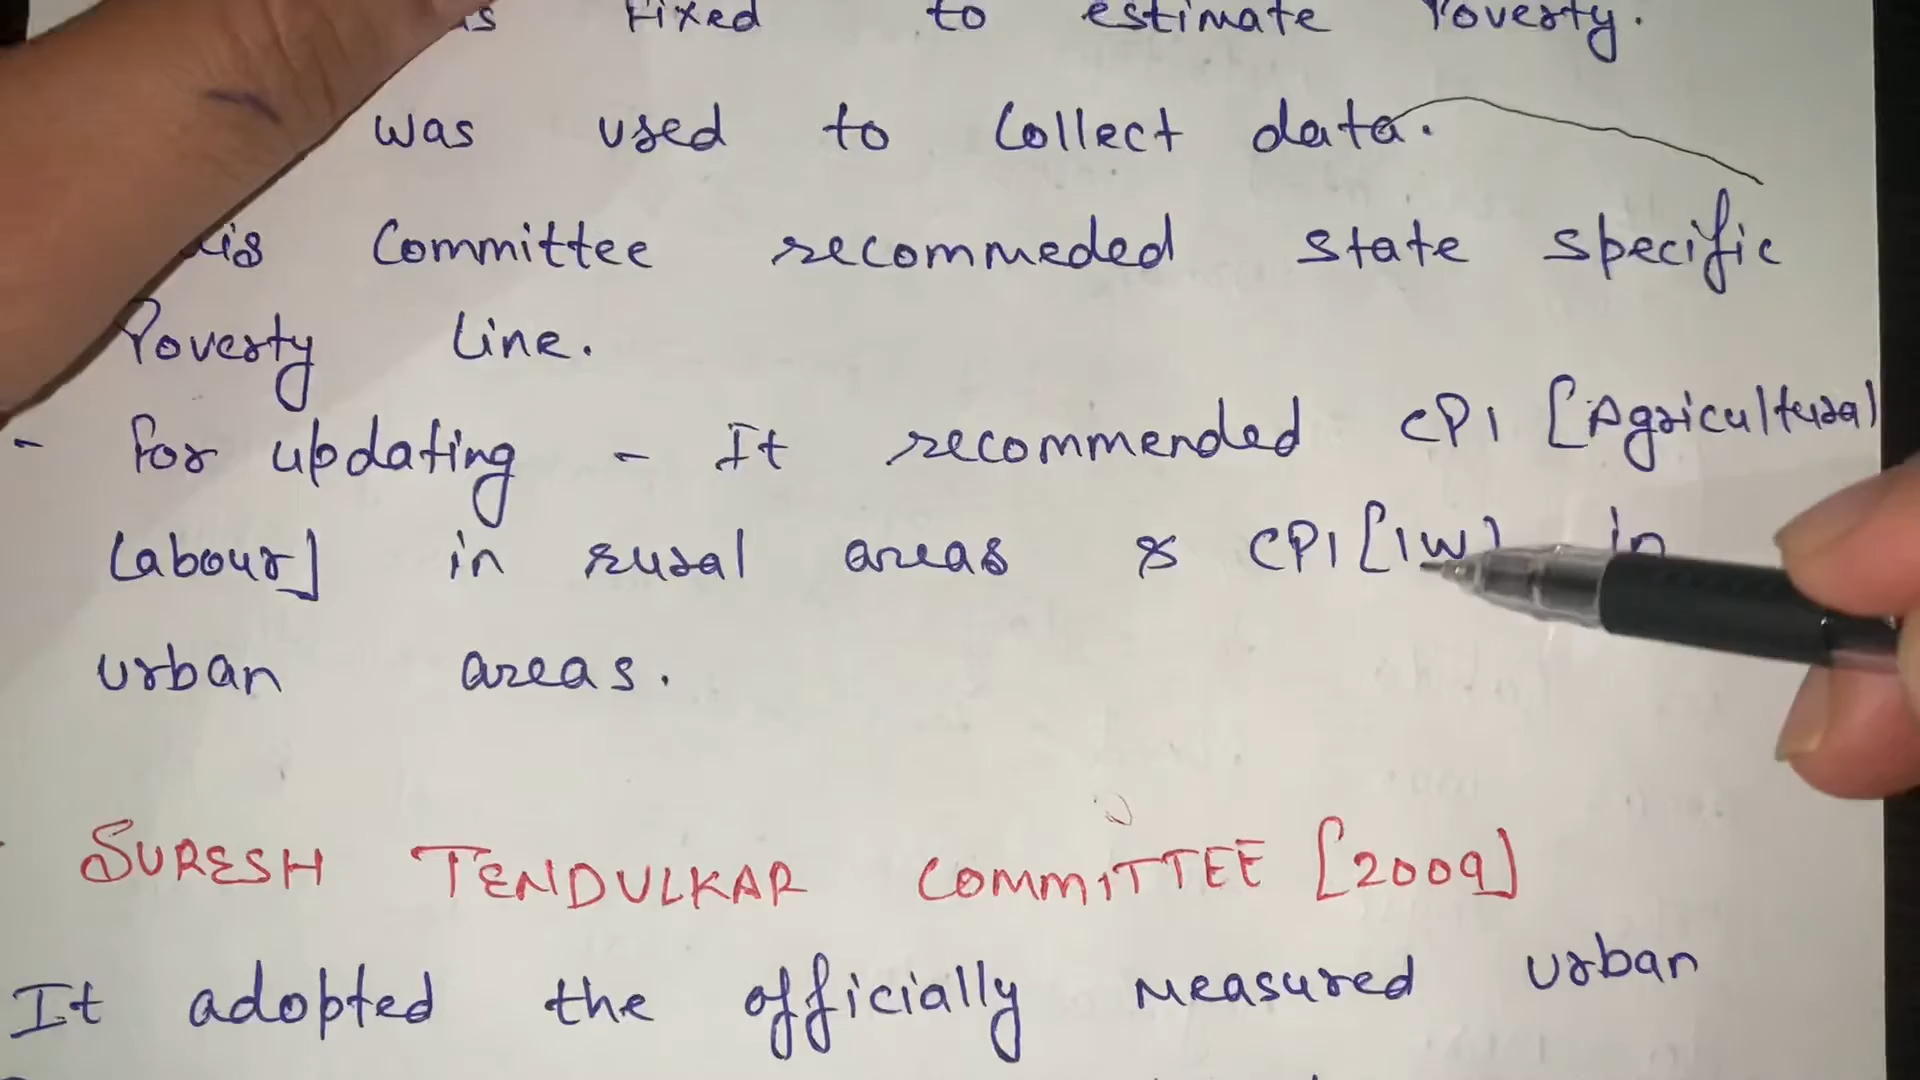 Fixed to estimate Poverty.
was used to collect data.
Committee recommeded state specific
Poverty Line.
- For updating - It recommended CPI [Agricultural
Labour] in rural areas & CPI [IW] in
urban areas.
SURESH TENDULKAR COMMITTEE [2009]
It adopted the officially measured urban